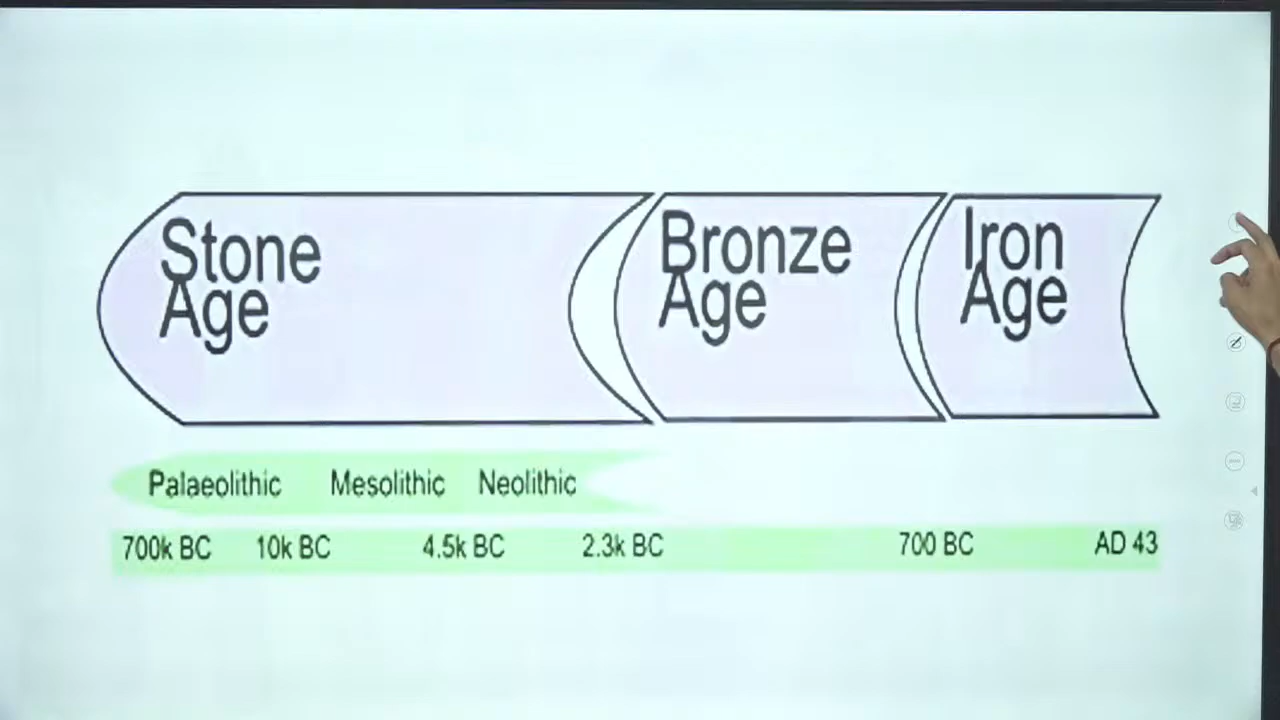 Stone
Age
Bronze
Age
Iron
Age
Palaeolithic Mesolithic Neolithic
700k BC 10k BC 4.5k BC 2.3k BC 700 BC AD 43